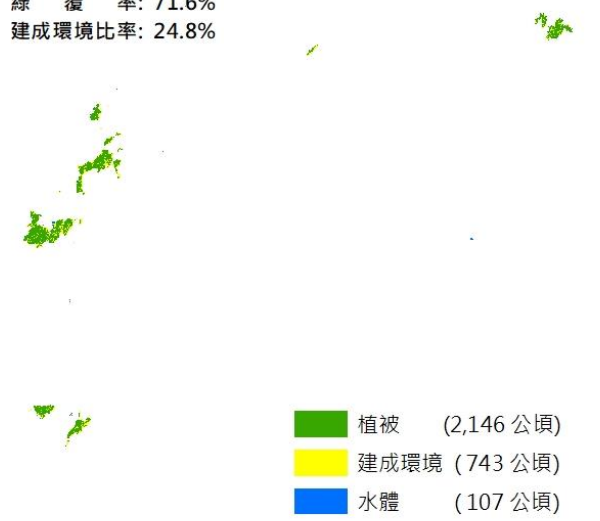 綠覆率: 71.6%
建成環境比率: 24.8%
植被 (2,146 公頃)
建成環境 (743 公頃)
水體 (107 公頃)